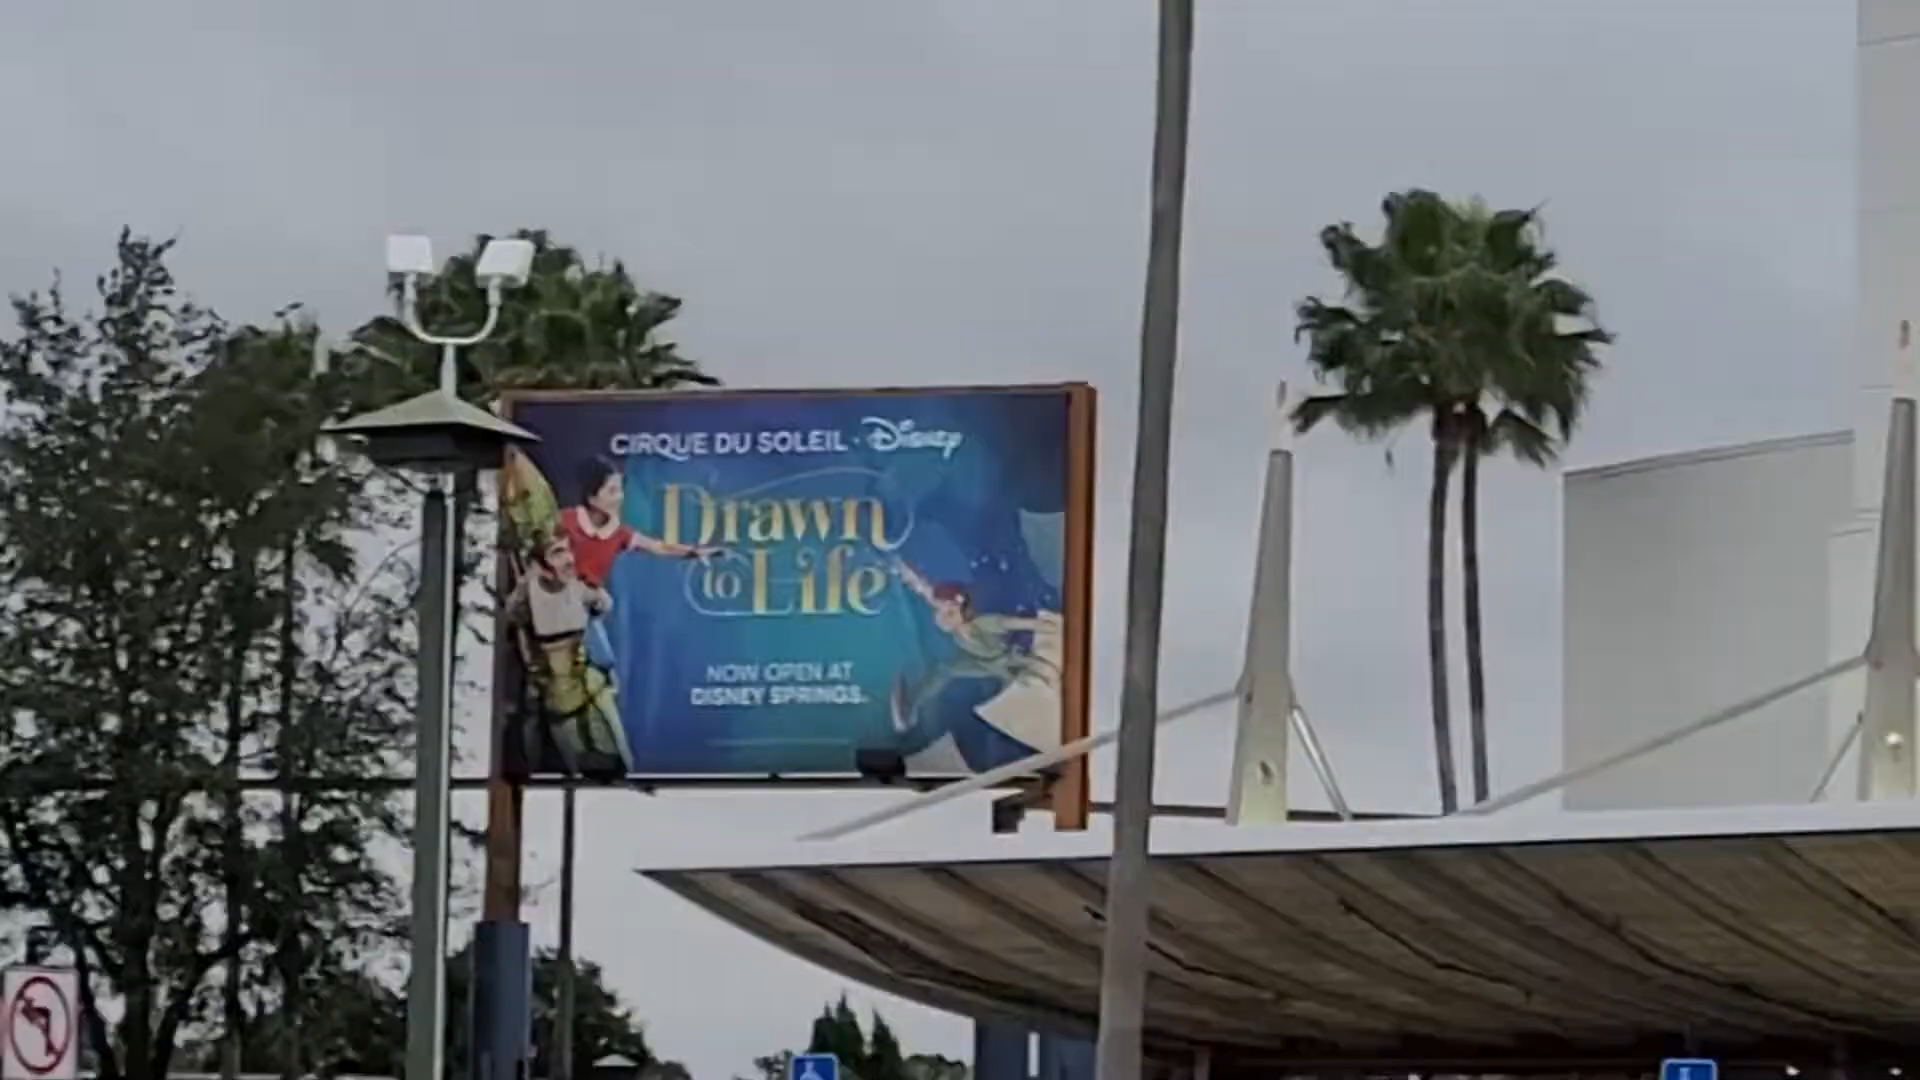 CIRQUE DU SOLEIL · Disney
Drawn
to Life
NOW OPEN AT
DISNEY SPRINGS.